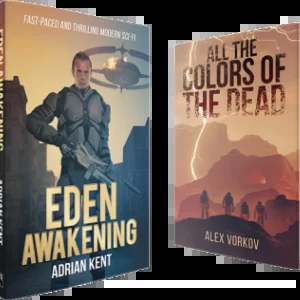 EDEN AWAKENING
ADRIAN KENT
FAST-PACED AND THRILLING MODERN SCI-FI
EDEN
AWAKENING
ADRIAN KENT
ALL THE
COLORS OF
THE DEAD
ALEX VORKOV